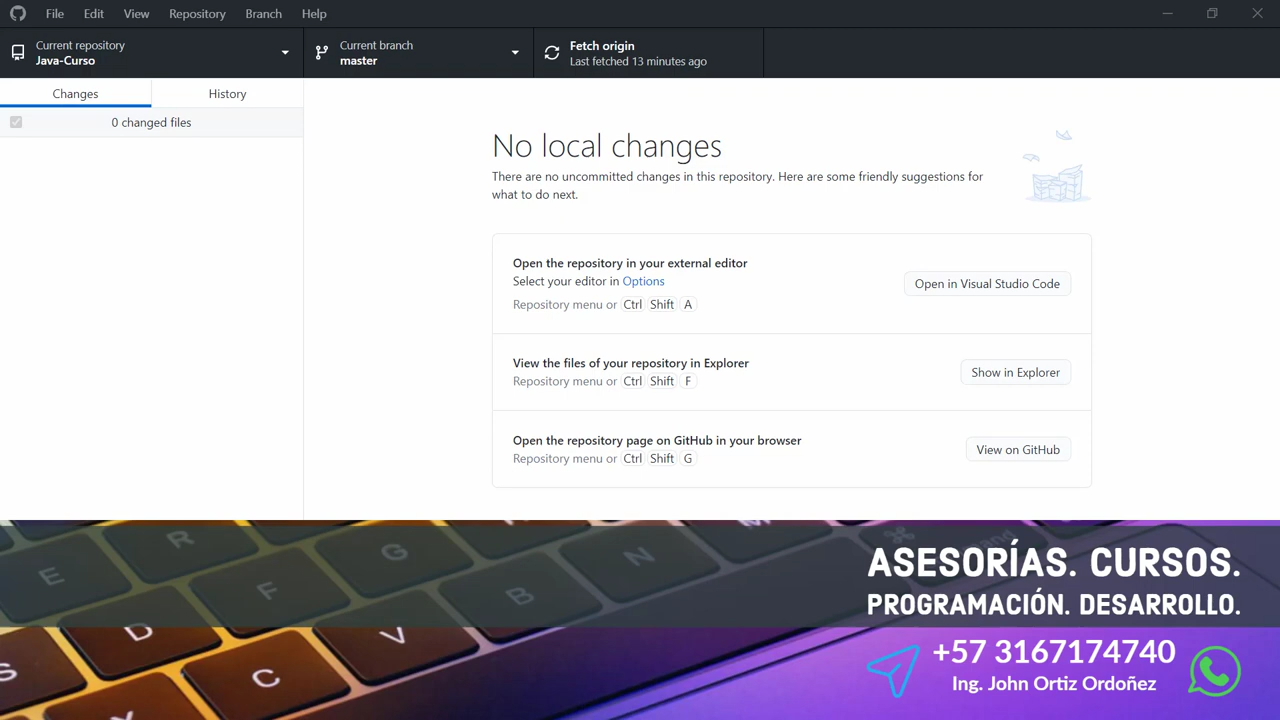 File Edit View Repository Branch Help
Current repository
Java-Curso
Current branch
master
Fetch origin
Last fetched 13 minutes ago
Changes History
0 changed files
No local changes
There are no uncommitted changes in this repository. Here are some friendly suggestions for
what to do next.
Open the repository in your external editor
Select your editor in Options
Repository menu or Ctrl Shift A
Open in Visual Studio Code
View the files of your repository in Explorer
Repository menu or Ctrl Shift F
Show in Explorer
Open the repository page on GitHub in your browser
Repository menu or Ctrl Shift G
View on GitHub
E R F G B N D V C
ASESORÍAS. CURSOS.
PROGRAMACIÓN. DESARROLLO.
+57 3167174740
Ing. John Ortiz Ordoñez